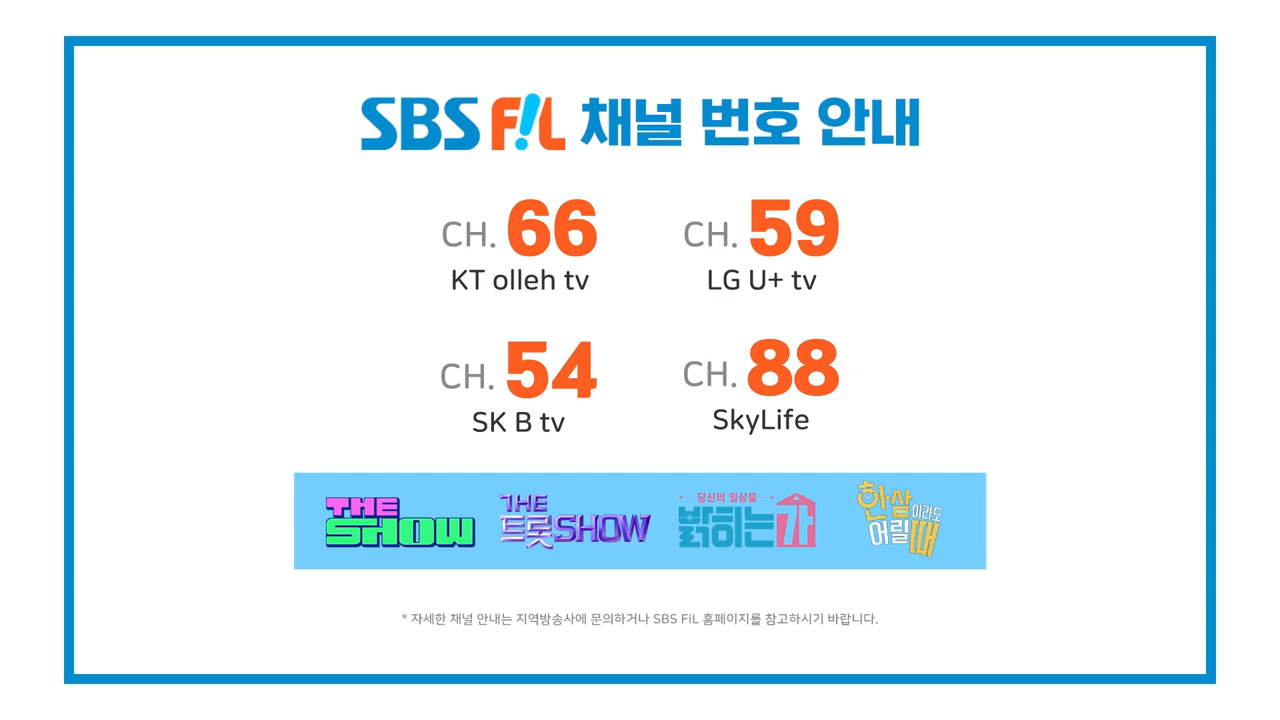 SBS FiL 채널 번호 안내
CH. 66
KT olleh tv
CH. 59
LG U+ tv
CH. 54
SK B tv
CH. 88
SkyLife
THE
SHOW
THE
트롯SHOW
당신의 일상을
밝히는가
한살이라도
어릴때
* 자세한 채널 안내는 지역방송사에 문의하거나 SBS FiL 홈페이지를 참고하시기 바랍니다.